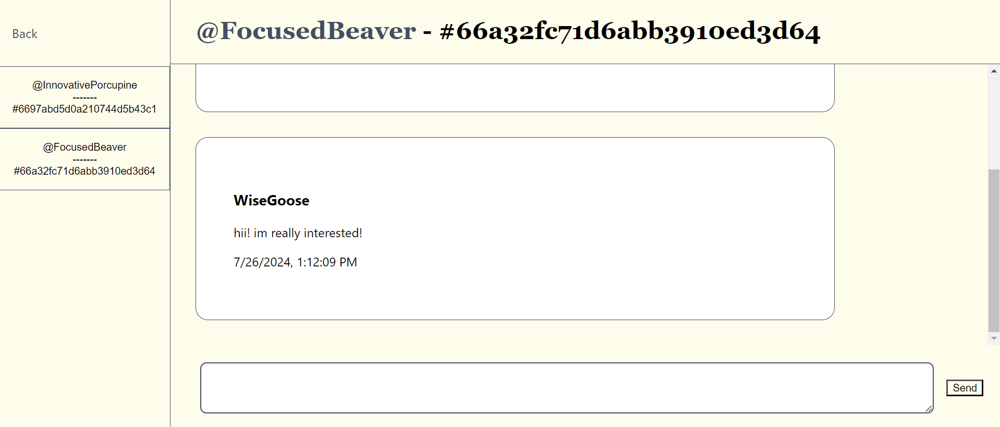 Back
@InnovativePorcupine
-------
#6697abd5d0a210744d5b43c1
@FocusedBeaver
-------
#66a32fc71d6abb3910ed3d64
@FocusedBeaver - #66a32fc71d6abb3910ed3d64
WiseGoose
hii! im really interested!
7/26/2024, 1:12:09 PM
Send